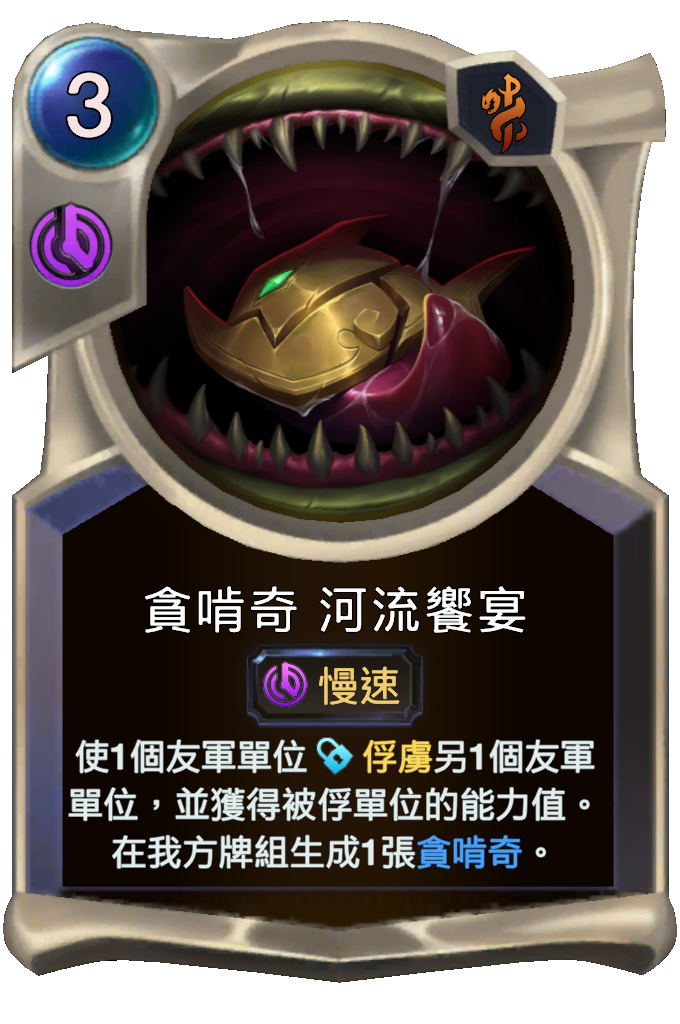 3
貪啃奇 河流饗宴
慢速
使1個友軍單位 俘虜另1個友軍
單位，並獲得被俘單位的能力值。
在我方牌組生成1張貪啃奇。